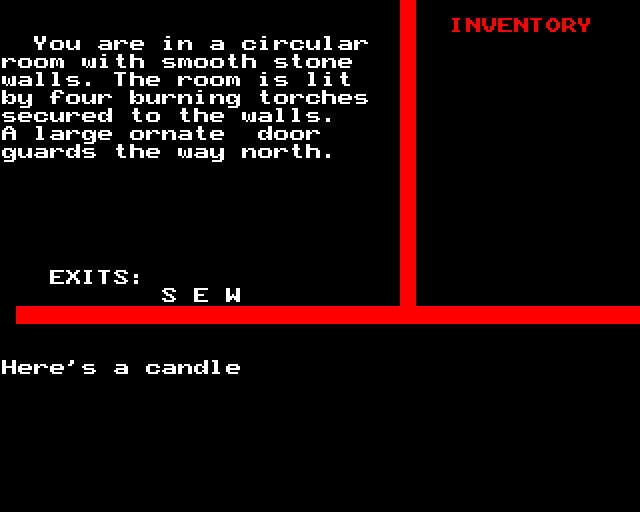 INVENTORY
You are in a circular
room with smooth stone
walls. The room is lit
by four burning torches
secured to the walls.
A large ornate  door
guards the way north.
EXITS:
S E W
Here's a candle